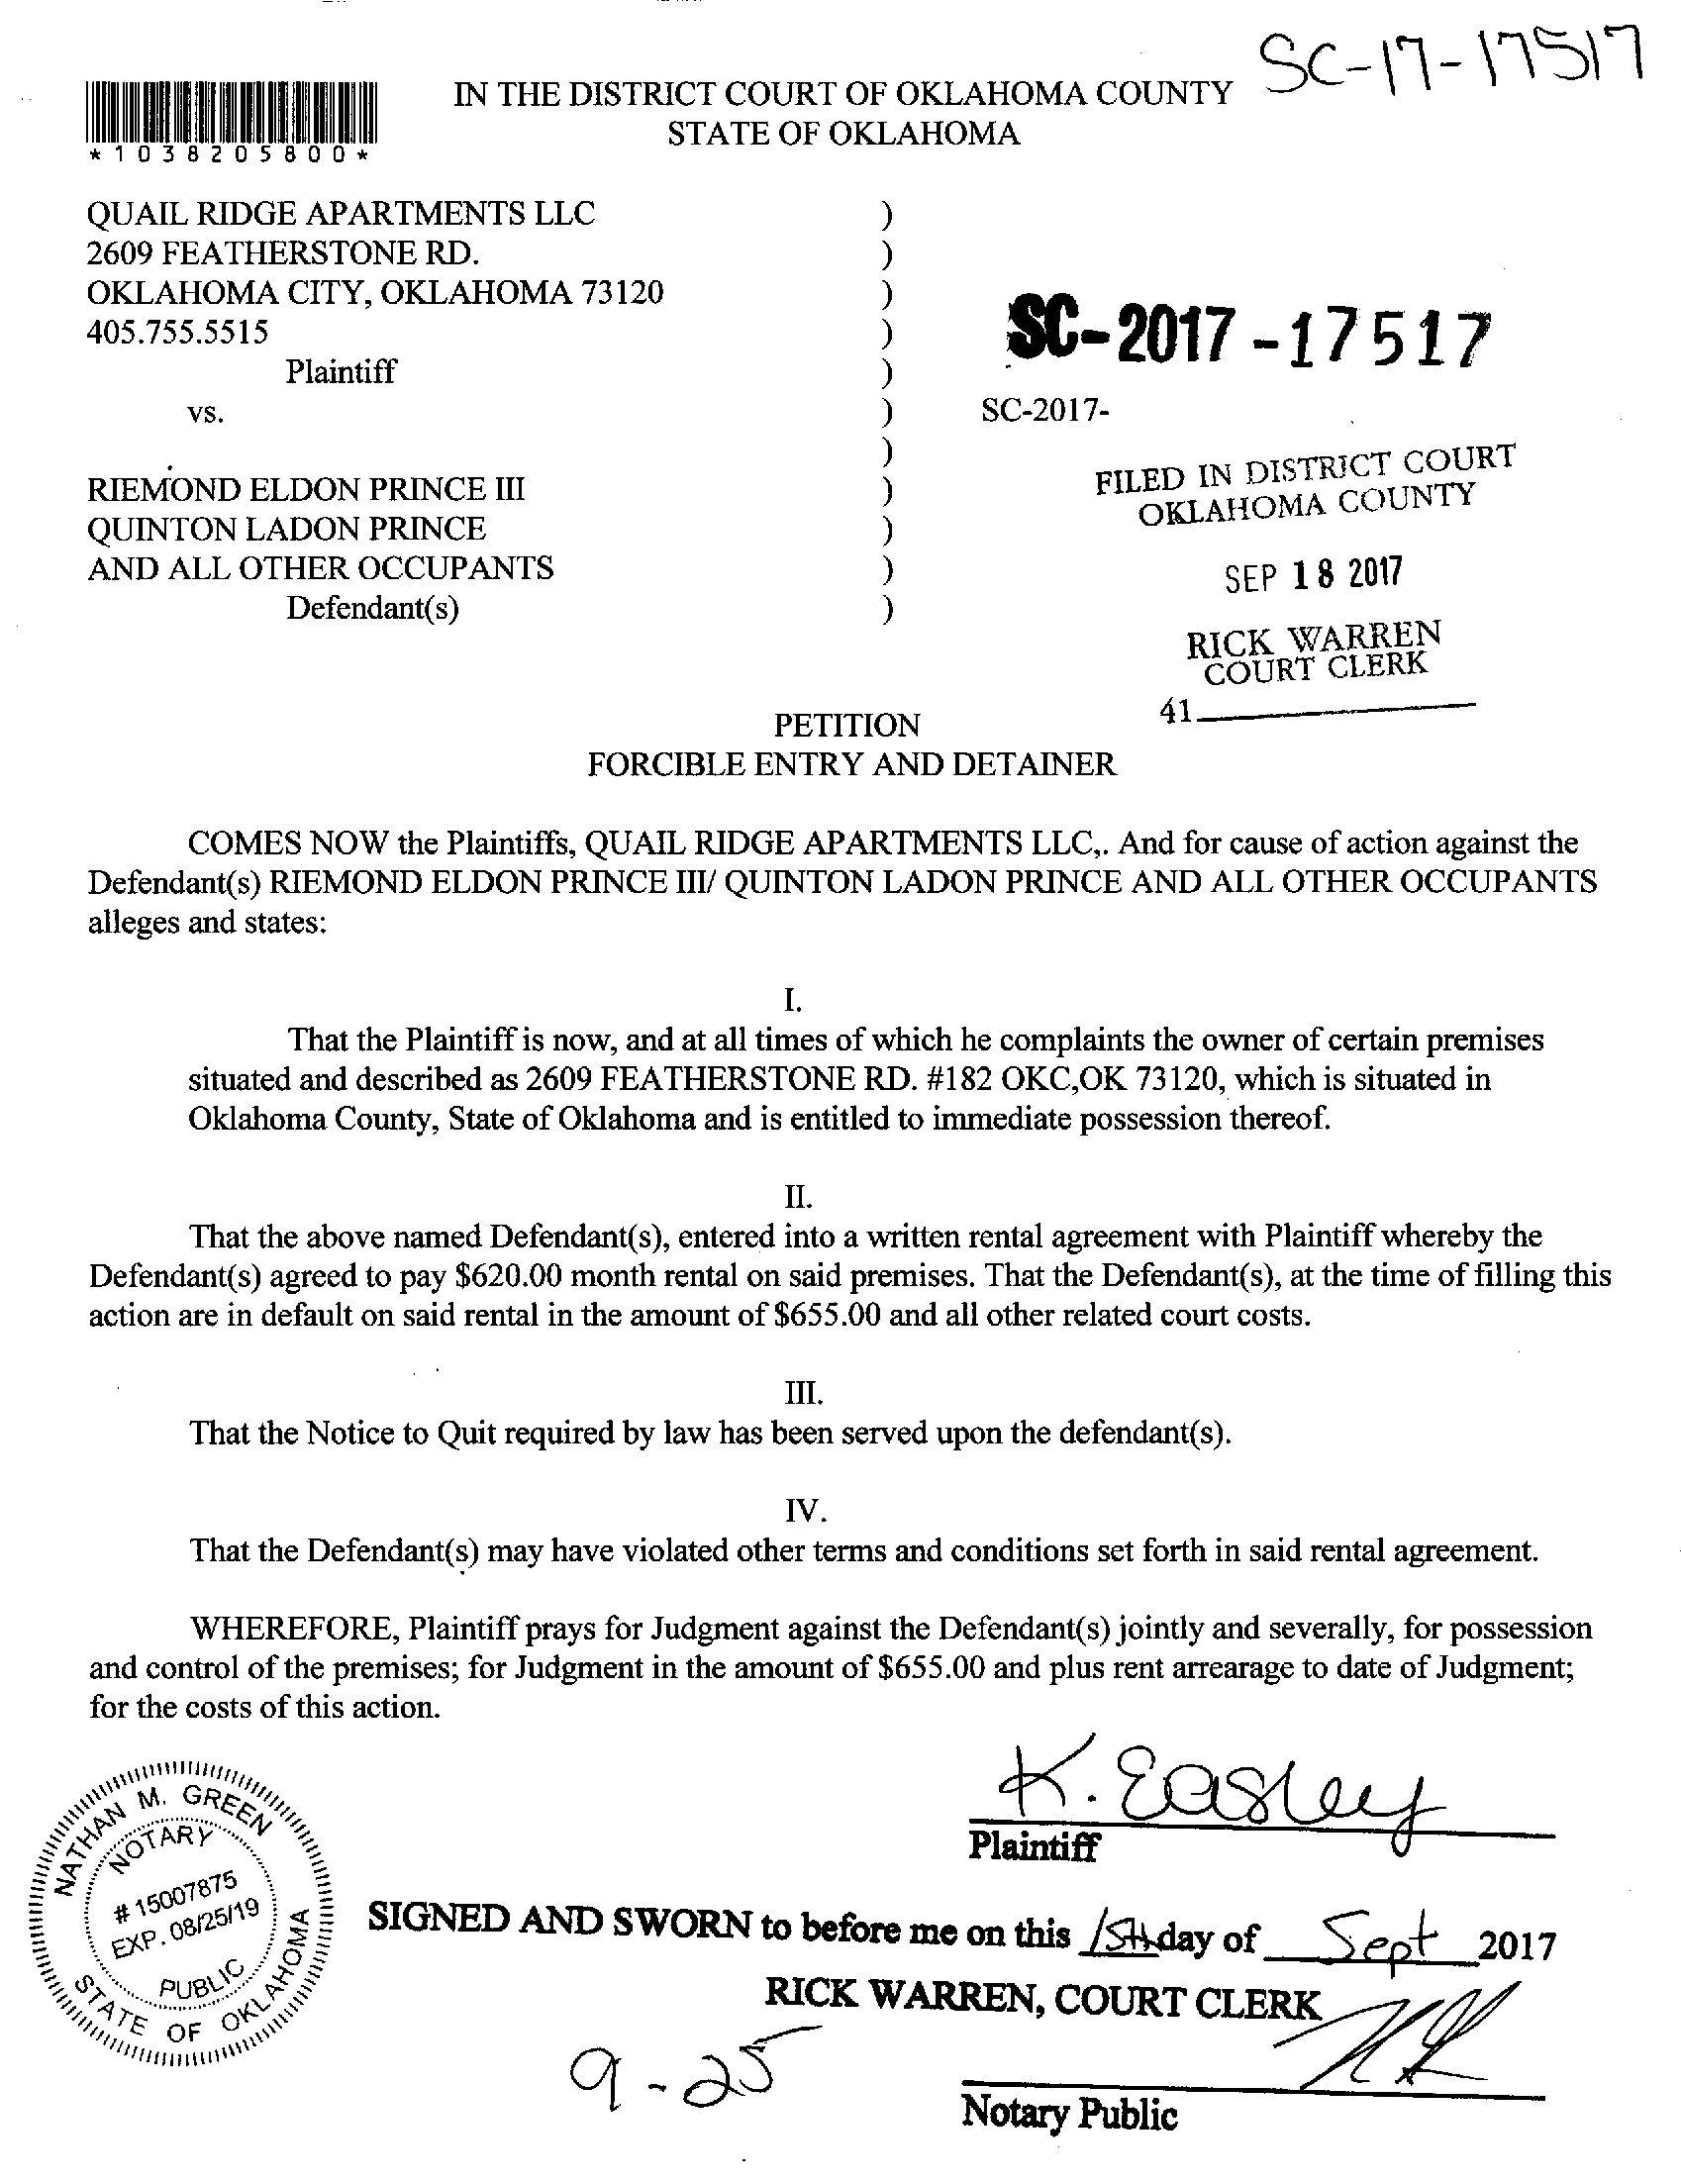 SC-17-17517
*1038205800*
IN THE DISTRICT COURT OF OKLAHOMA COUNTY
STATE OF OKLAHOMA
QUAIL RIDGE APARTMENTS LLC )
2609 FEATHERSTONE RD. )
OKLAHOMA CITY, OKLAHOMA 73120 )
405.755.5515 )
Plaintiff )
vs. )
)
RIEMOND ELDON PRINCE III )
QUINTON LADON PRINCE )
AND ALL OTHER OCCUPANTS )
Defendant(s) )
SC-2017-17517
SC-2017-
FILED IN DISTRICT COURT
OKLAHOMA COUNTY
SEP 18 2017
RICK WARREN
COURT CLERK
41
PETITION
FORCIBLE ENTRY AND DETAINER
COMES NOW the Plaintiffs, QUAIL RIDGE APARTMENTS LLC,. And for cause of action against the
Defendant(s) RIEMOND ELDON PRINCE III/ QUINTON LADON PRINCE AND ALL OTHER OCCUPANTS
alleges and states:
I.
That the Plaintiff is now, and at all times of which he complaints the owner of certain premises
situated and described as 2609 FEATHERSTONE RD. #182 OKC,OK 73120, which is situated in
Oklahoma County, State of Oklahoma and is entitled to immediate possession thereof.
II.
That the above named Defendant(s), entered into a written rental agreement with Plaintiff whereby the
Defendant(s) agreed to pay $620.00 month rental on said premises. That the Defendant(s), at the time of filling this
action are in default on said rental in the amount of $655.00 and all other related court costs.
III.
That the Notice to Quit required by law has been served upon the defendant(s).
IV.
That the Defendant(s) may have violated other terms and conditions set forth in said rental agreement.
WHEREFORE, Plaintiff prays for Judgment against the Defendant(s) jointly and severally, for possession
and control of the premises; for Judgment in the amount of $655.00 and plus rent arrearage to date of Judgment;
for the costs of this action.
K. Easley
Plaintiff
NATHAN M. GREEN
NOTARY
# 15007875
EXP. 08/25/19
PUBLIC
STATE OF OKLAHOMA
SIGNED AND SWORN to before me on this 15th day of Sept 2017
RICK WARREN, COURT CLERK
9-25
Notary Public